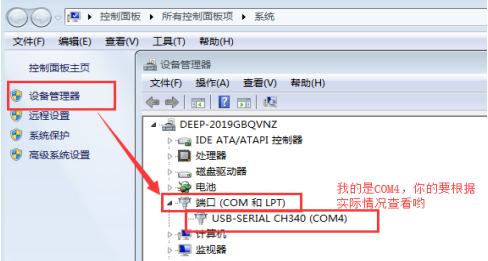 控制面板 ▸ 所有控制面板项 ▸ 系统
文件(F) 编辑(E) 查看(V) 工具(T) 帮助(H)
控制面板主页
设备管理器
远程设置
系统保护
高级系统设置
设备管理器
文件(F) 操作(A) 查看(V) 帮助(H)
DEEP-2019GBQVNZ
IDE ATA/ATAPI 控制器
处理器
磁盘驱动器
电池
端口 (COM 和 LPT)
USB-SERIAL CH340 (COM4)
计算机
监视器
我的是COM4，你的要根据
实际情况查看哟